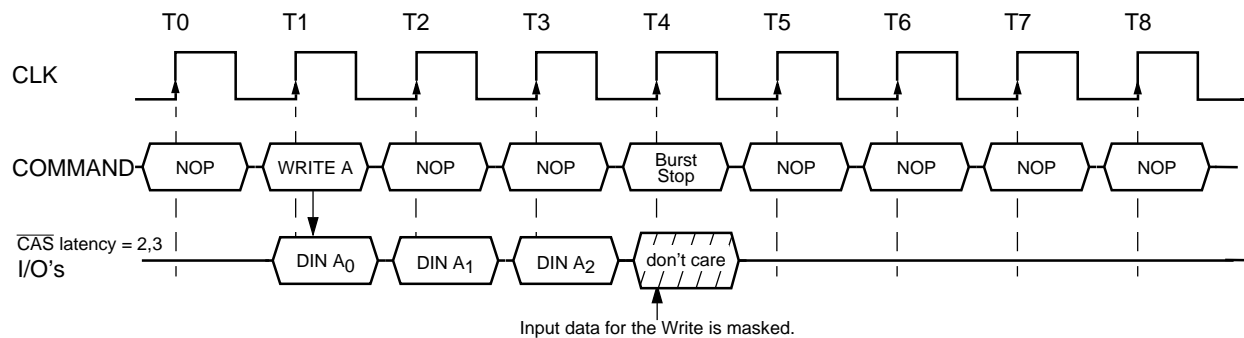 T0 T1 T2 T3 T4 T5 T6 T7 T8
CLK
COMMAND NOP WRITE A NOP NOP Burst Stop NOP NOP NOP NOP
CAS latency = 2,3
I/O's DIN A0 DIN A1 DIN A2 don't care
Input data for the Write is masked.